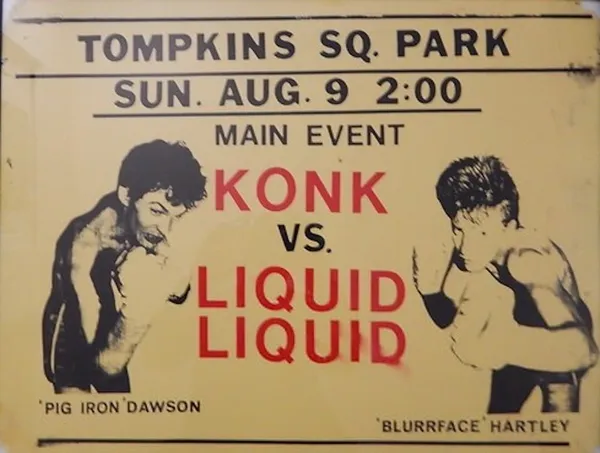 TOMPKINS SQ. PARK
SUN. AUG. 9 2:00
MAIN EVENT
KONK
VS.
LIQUID
LIQUID
'PIG IRON' DAWSON
'BLURRFACE' HARTLEY